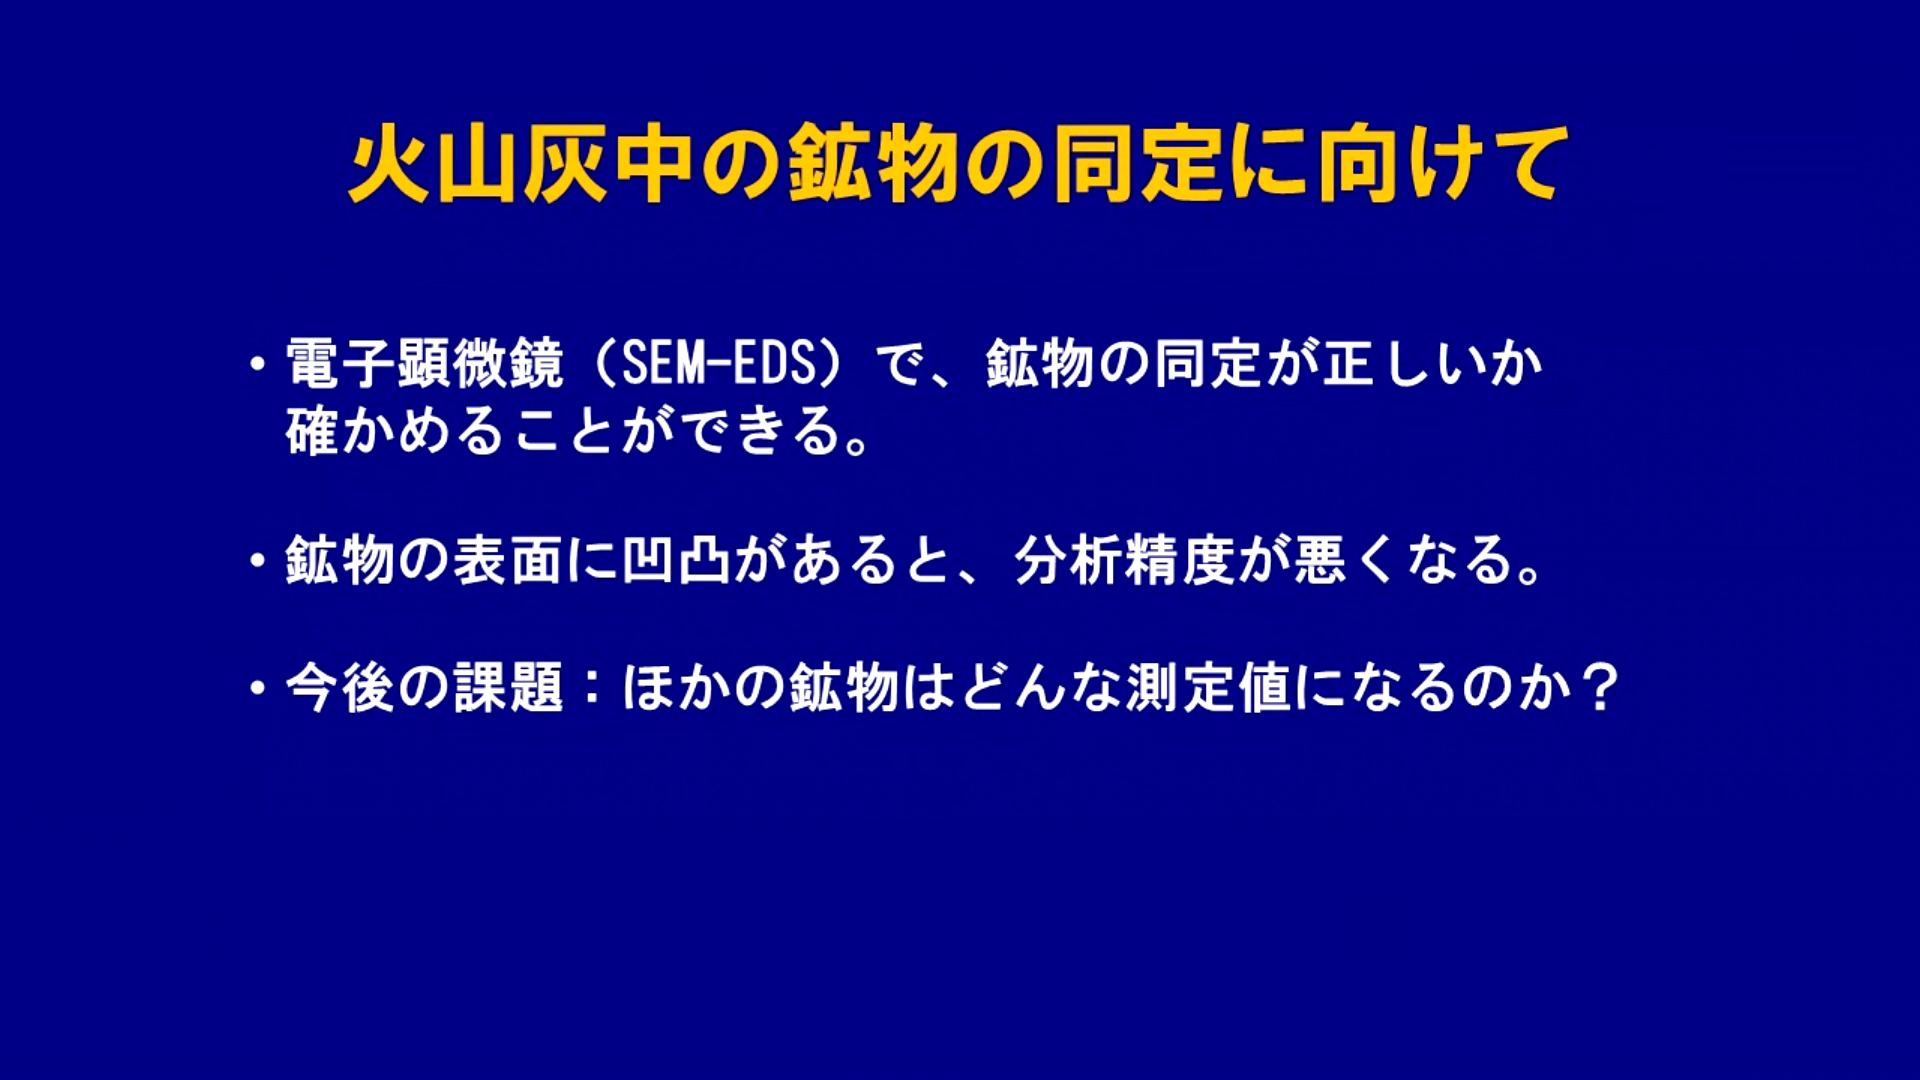 火山灰中の鉱物の同定に向けて
・電子顕微鏡（SEM-EDS）で、鉱物の同定が正しいか
確かめることができる。
・鉱物の表面に凹凸があると、分析精度が悪くなる。
・今後の課題：ほかの鉱物はどんな測定値になるのか？